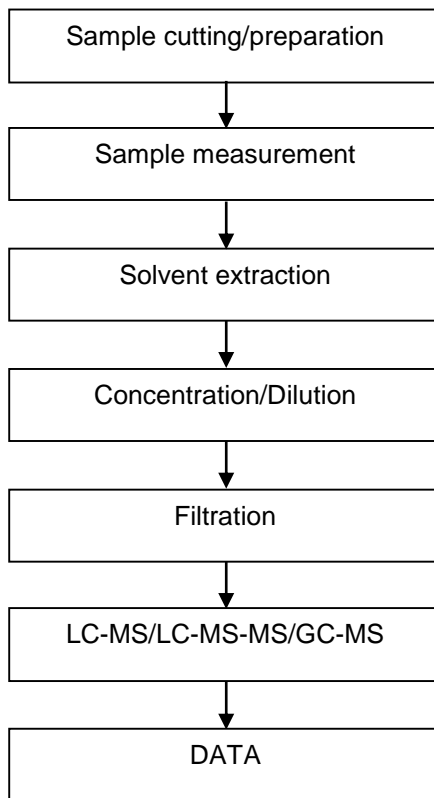 Sample cutting/preparation
Sample measurement
Solvent extraction
Concentration/Dilution
Filtration
LC-MS/LC-MS-MS/GC-MS
DATA